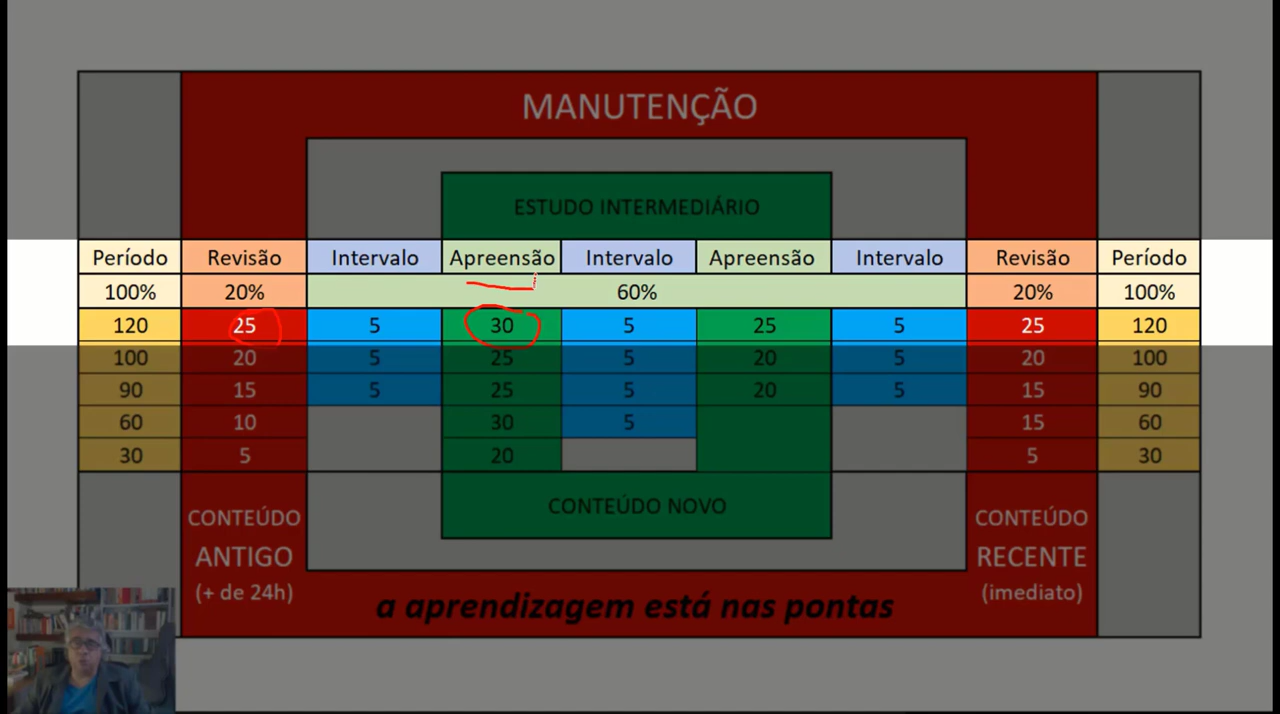 MANUTENÇÃO
ESTUDO INTERMEDIÁRIO
Período Revisão Intervalo Apreensão Intervalo Apreensão Intervalo Revisão Período
100% 20% 60% 20% 100%
120 25 5 30 5 25 5 25 120
100 20 5 25 5 20 5 20 100
90 15 5 25 5 20 5 15 90
60 10 30 5 15 60
30 5 20 5 30
CONTEÚDO NOVO
CONTEÚDO
ANTIGO
(+ de 24h)
CONTEÚDO
RECENTE
(imediato)
a aprendizagem está nas pontas